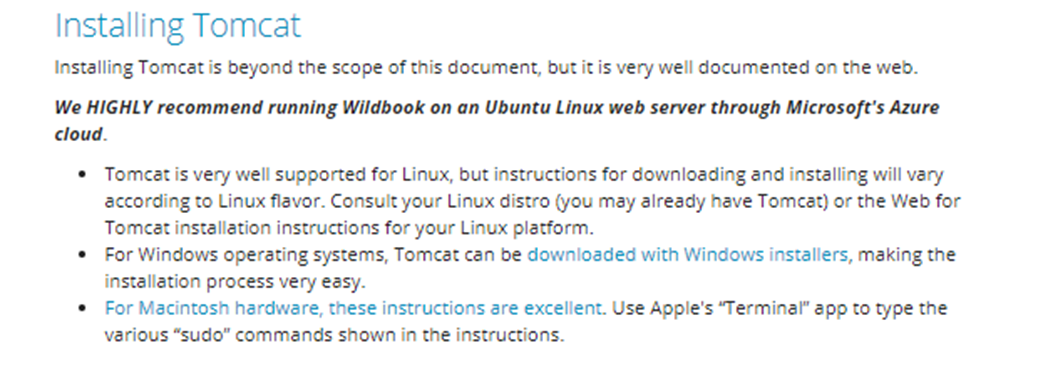 Installing Tomcat
Installing Tomcat is beyond the scope of this document, but it is very well documented on the web.
We HIGHLY recommend running Wildbook on an Ubuntu Linux web server through Microsoft's Azure
cloud.
• Tomcat is very well supported for Linux, but instructions for downloading and installing will vary
according to Linux flavor. Consult your Linux distro (you may already have Tomcat) or the Web for
Tomcat installation instructions for your Linux platform.
• For Windows operating systems, Tomcat can be downloaded with Windows installers, making the
installation process very easy.
• For Macintosh hardware, these instructions are excellent. Use Apple's “Terminal” app to type the
various “sudo” commands shown in the instructions.